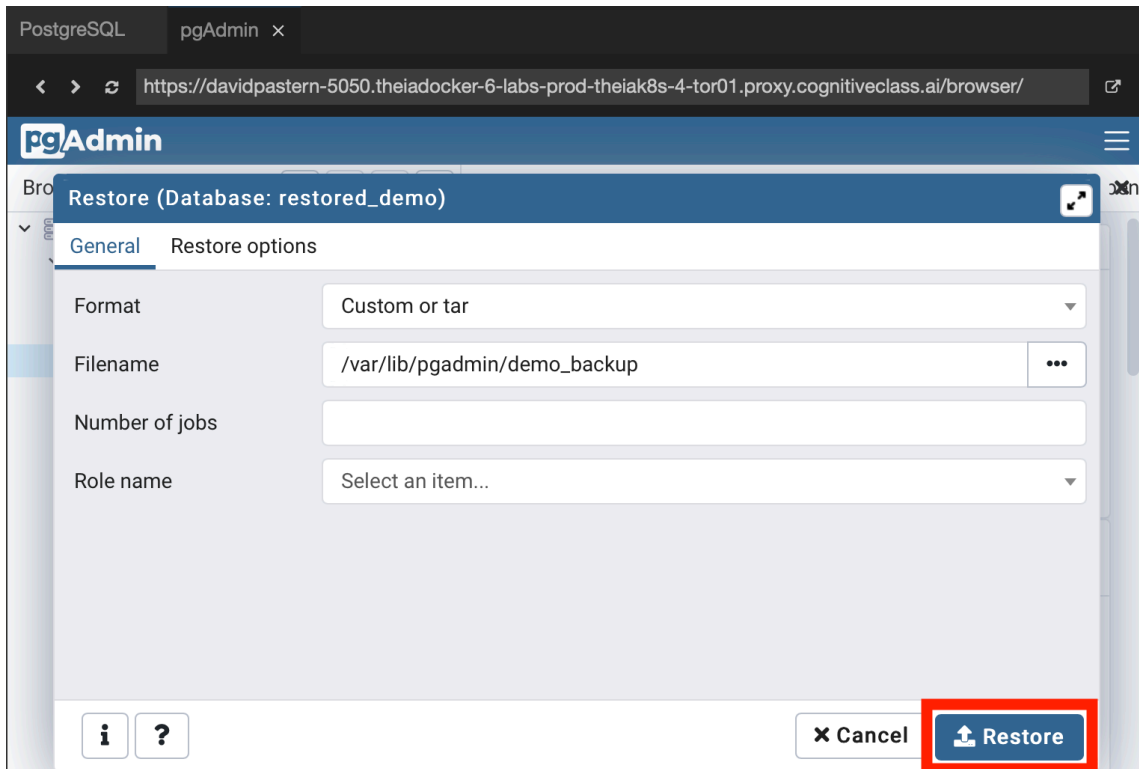 PostgreSQL pgAdmin ×
https://davidpastern-5050.theiadocker-6-labs-prod-theiak8s-4-tor01.proxy.cognitiveclass.ai/browser/
pgAdmin
Bro
Restore (Database: restored_demo)
General Restore options
Format Custom or tar
Filename /var/lib/pgadmin/demo_backup •••
Number of jobs
Role name Select an item...
i ? × Cancel Restore